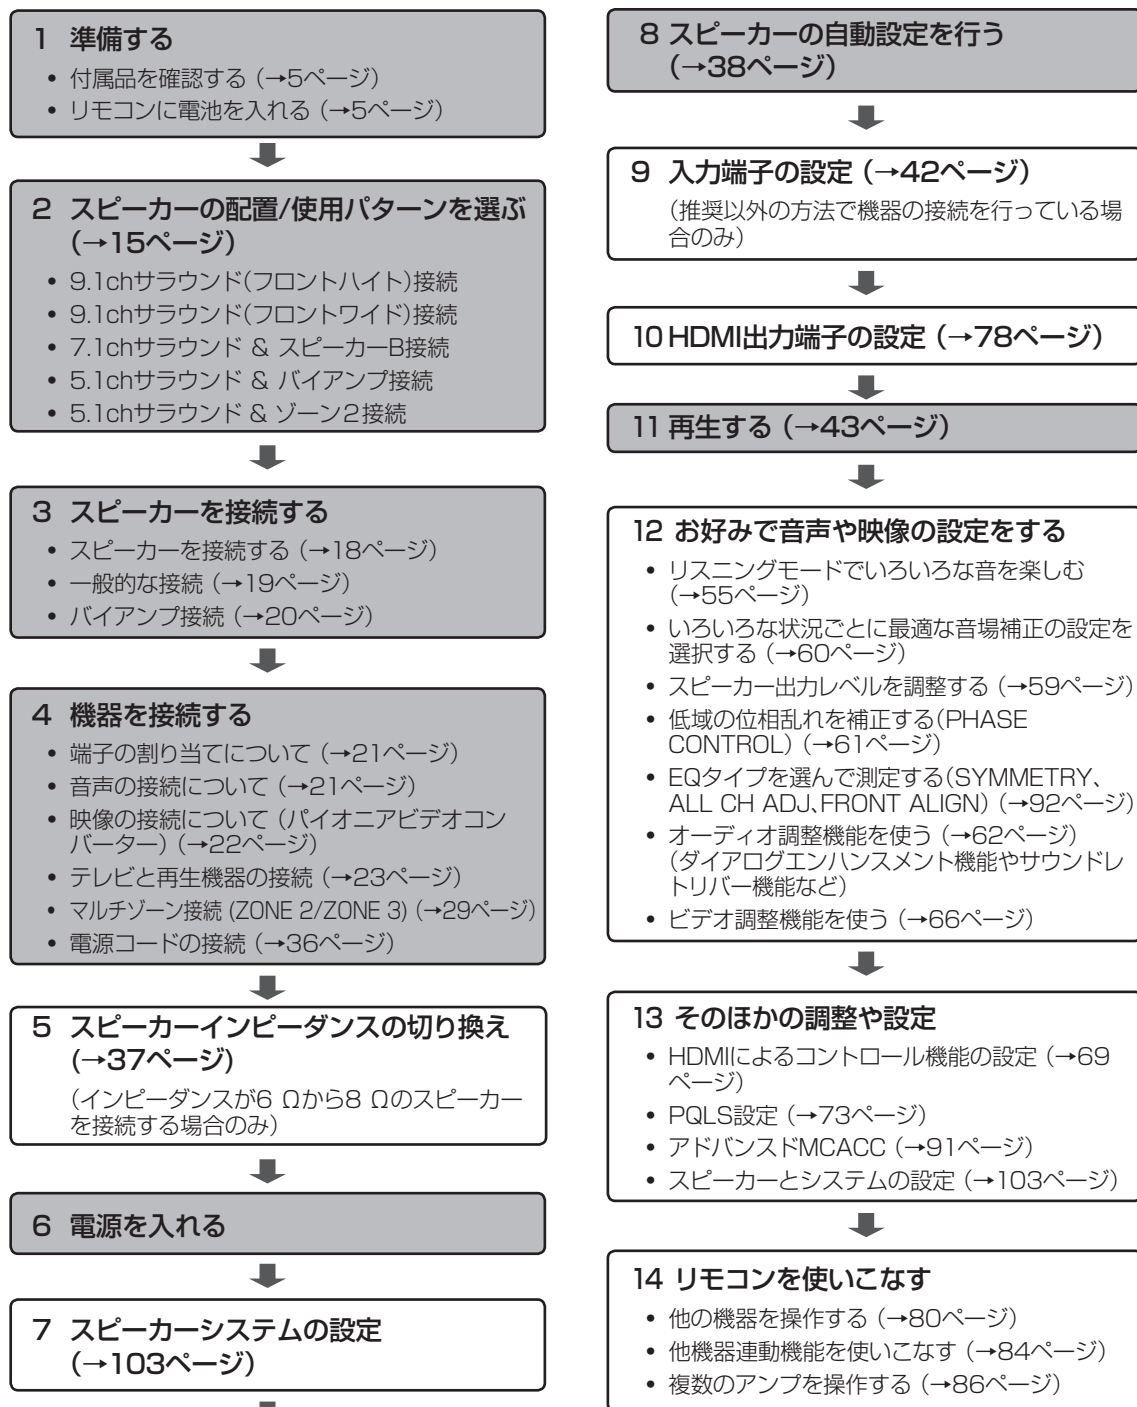 1 準備する
• 付属品を確認する（→5ページ）
• リモコンに電池を入れる（→5ページ）
2 スピーカーの配置/使用パターンを選ぶ
（→15ページ）
• 9.1chサラウンド（フロントハイト）接続
• 9.1chサラウンド（フロントワイド）接続
• 7.1chサラウンド & スピーカーB接続
• 5.1chサラウンド & バイアンプ接続
• 5.1chサラウンド & ゾーン2接続
3 スピーカーを接続する
• スピーカーを接続する（→18ページ）
• 一般的な接続（→19ページ）
• バイアンプ接続（→20ページ）
4 機器を接続する
• 端子の割り当てについて（→21ページ）
• 音声の接続について（→21ページ）
• 映像の接続について（パイオニアビデオコン
バーター）（→22ページ）
• テレビと再生機器の接続（→23ページ）
• マルチゾーン接続 (ZONE 2/ZONE 3)（→29ページ）
• 電源コードの接続（→36ページ）
5 スピーカーインピーダンスの切り換え
(→37ページ)
（インピーダンスが6 Ωから8 Ωのスピーカー
を接続する場合のみ）
6 電源を入れる
7 スピーカーシステムの設定
（→103ページ）
8 スピーカーの自動設定を行う
（→38ページ）
9 入力端子の設定（→42ページ）
（推奨以外の方法で機器の接続を行っている場
合のみ）
10 HDMI出力端子の設定（→78ページ）
11 再生する（→43ページ）
12 お好みで音声や映像の設定をする
• リスニングモードでいろいろな音を楽しむ
（→55ページ）
• いろいろな状況ごとに最適な音場補正の設定を
選択する（→60ページ）
• スピーカー出力レベルを調整する（→59ページ）
• 低域の位相乱れを補正する（PHASE
CONTROL）（→61ページ）
• EQタイプを選んで測定する（SYMMETRY、
ALL CH ADJ、FRONT ALIGN）（→92ページ）
• オーディオ調整機能を使う（→62ページ）
（ダイアログエンハンスメント機能やサウンドレ
トリバー機能など）
• ビデオ調整機能を使う（→66ページ）
13 そのほかの調整や設定
• HDMIによるコントロール機能の設定（→69
ページ）
• PQLS設定（→73ページ）
• アドバンスドMCACC（→91ページ）
• スピーカーとシステムの設定（→103ページ）
14 リモコンを使いこなす
• 他の機器を操作する（→80ページ）
• 他機器連動機能を使いこなす（→84ページ）
• 複数のアンプを操作する（→86ページ）